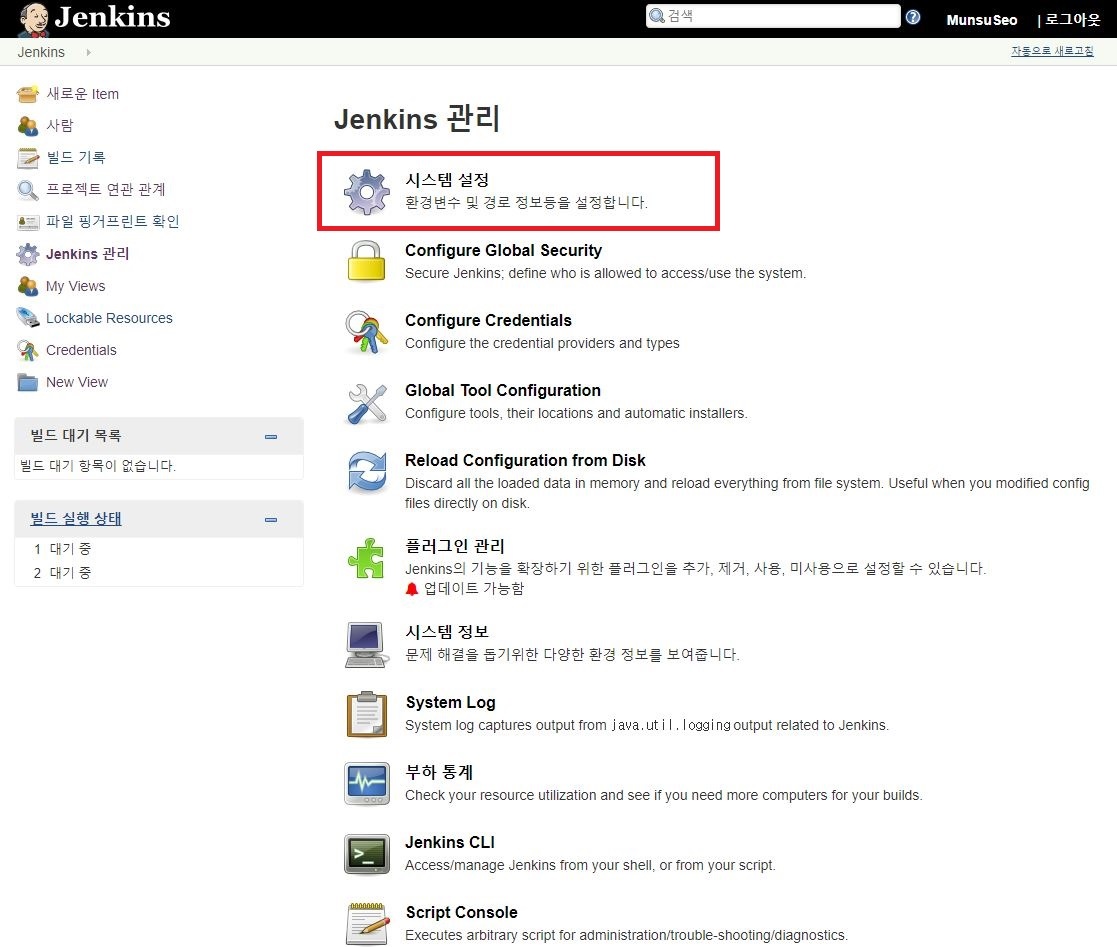 Jenkins
검색
MunsuSeo
| 로그아웃
Jenkins
자동으로 새로고침
새로운 Item
사람
빌드 기록
프로젝트 연관 관계
파일 핑거프린트 확인
Jenkins 관리
My Views
Lockable Resources
Credentials
New View
빌드 대기 목록
빌드 대기 항목이 없습니다.
빌드 실행 상태
1 대기 중
2 대기 중
Jenkins 관리
시스템 설정
환경변수 및 경로 정보등을 설정합니다.
Configure Global Security
Secure Jenkins; define who is allowed to access/use the system.
Configure Credentials
Configure the credential providers and types
Global Tool Configuration
Configure tools, their locations and automatic installers.
Reload Configuration from Disk
Discard all the loaded data in memory and reload everything from file system. Useful when you modified config
files directly on disk.
플러그인 관리
Jenkins의 기능을 확장하기 위한 플러그인을 추가, 제거, 사용, 미사용으로 설정할 수 있습니다.
업데이트 가능함
시스템 정보
문제 해결을 돕기위한 다양한 환경 정보를 보여줍니다.
System Log
System log captures output from java.util.logging output related to Jenkins.
부하 통계
Check your resource utilization and see if you need more computers for your builds.
Jenkins CLI
Access/manage Jenkins from your shell, or from your script.
Script Console
Executes arbitrary script for administration/trouble-shooting/diagnostics.